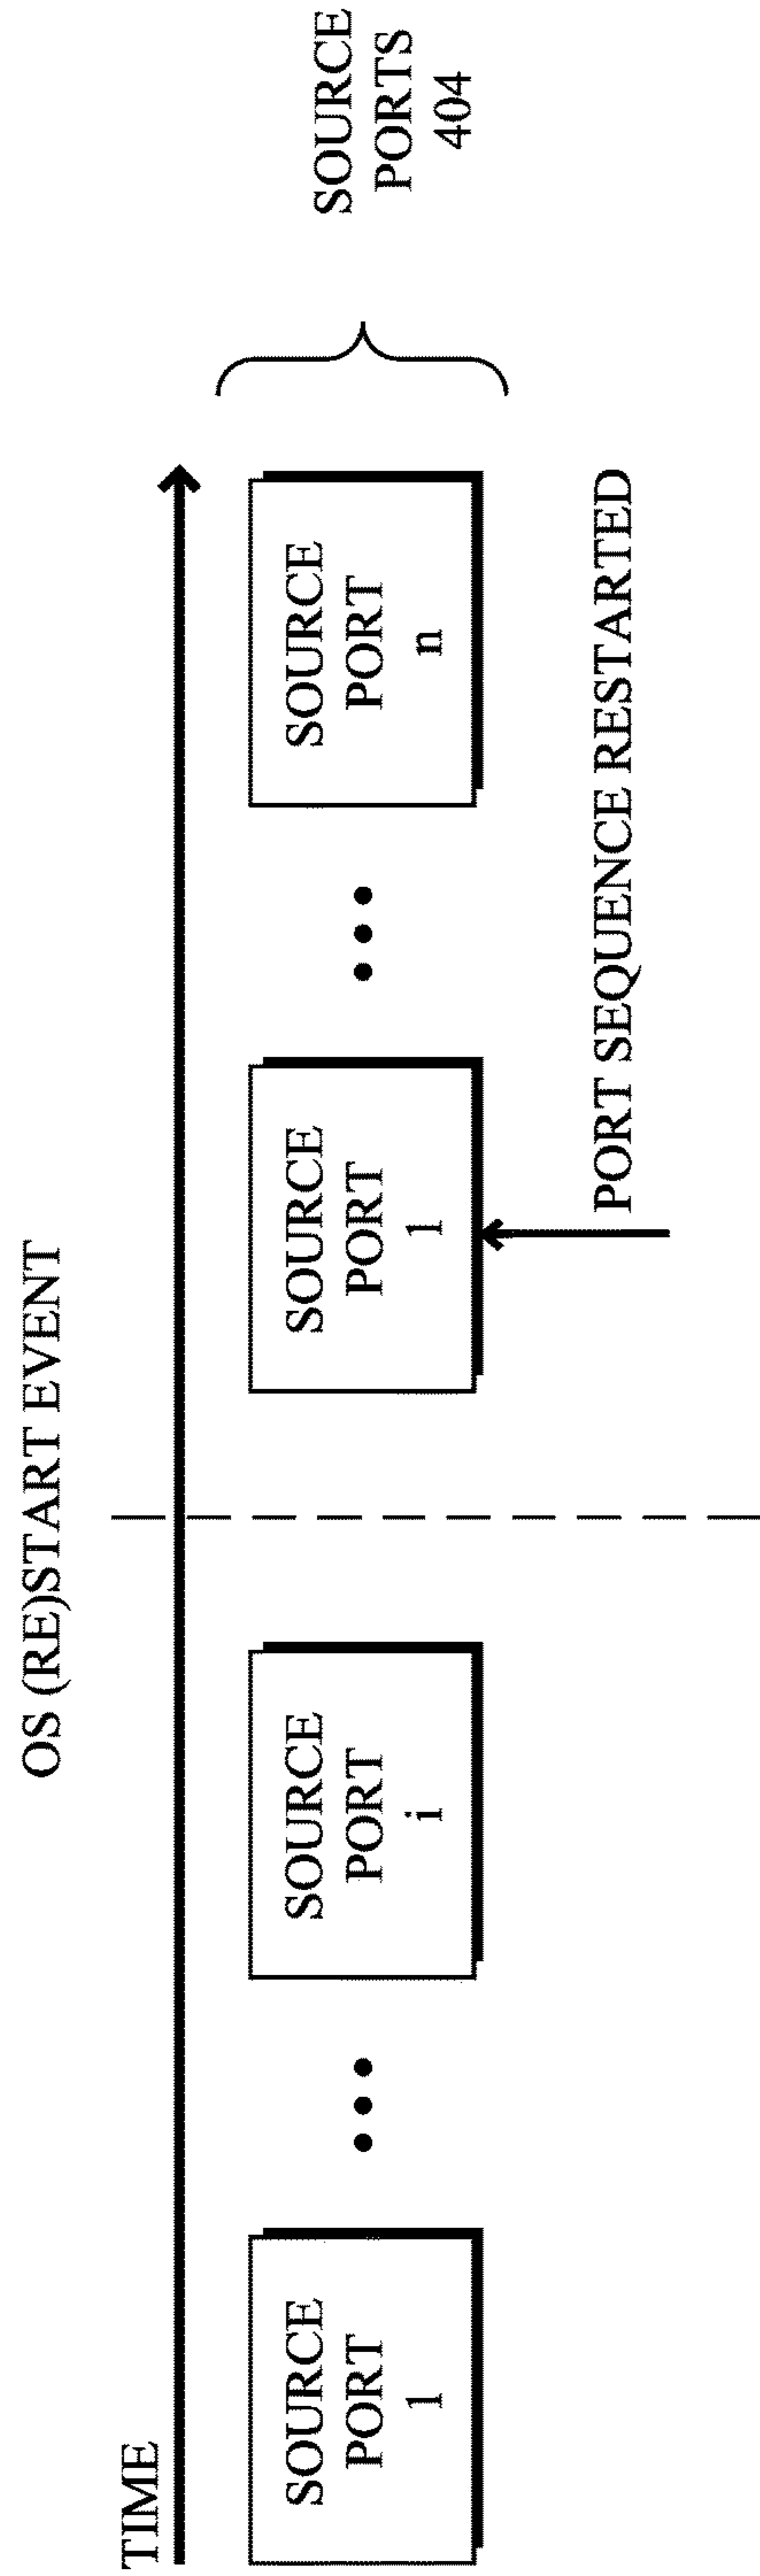 OS (RE)START EVENT
TIME
SOURCE
PORT
1
SOURCE
PORT
i
SOURCE
PORT
1
SOURCE
PORT
n
SOURCE
PORTS
404
PORT SEQUENCE RESTARTED